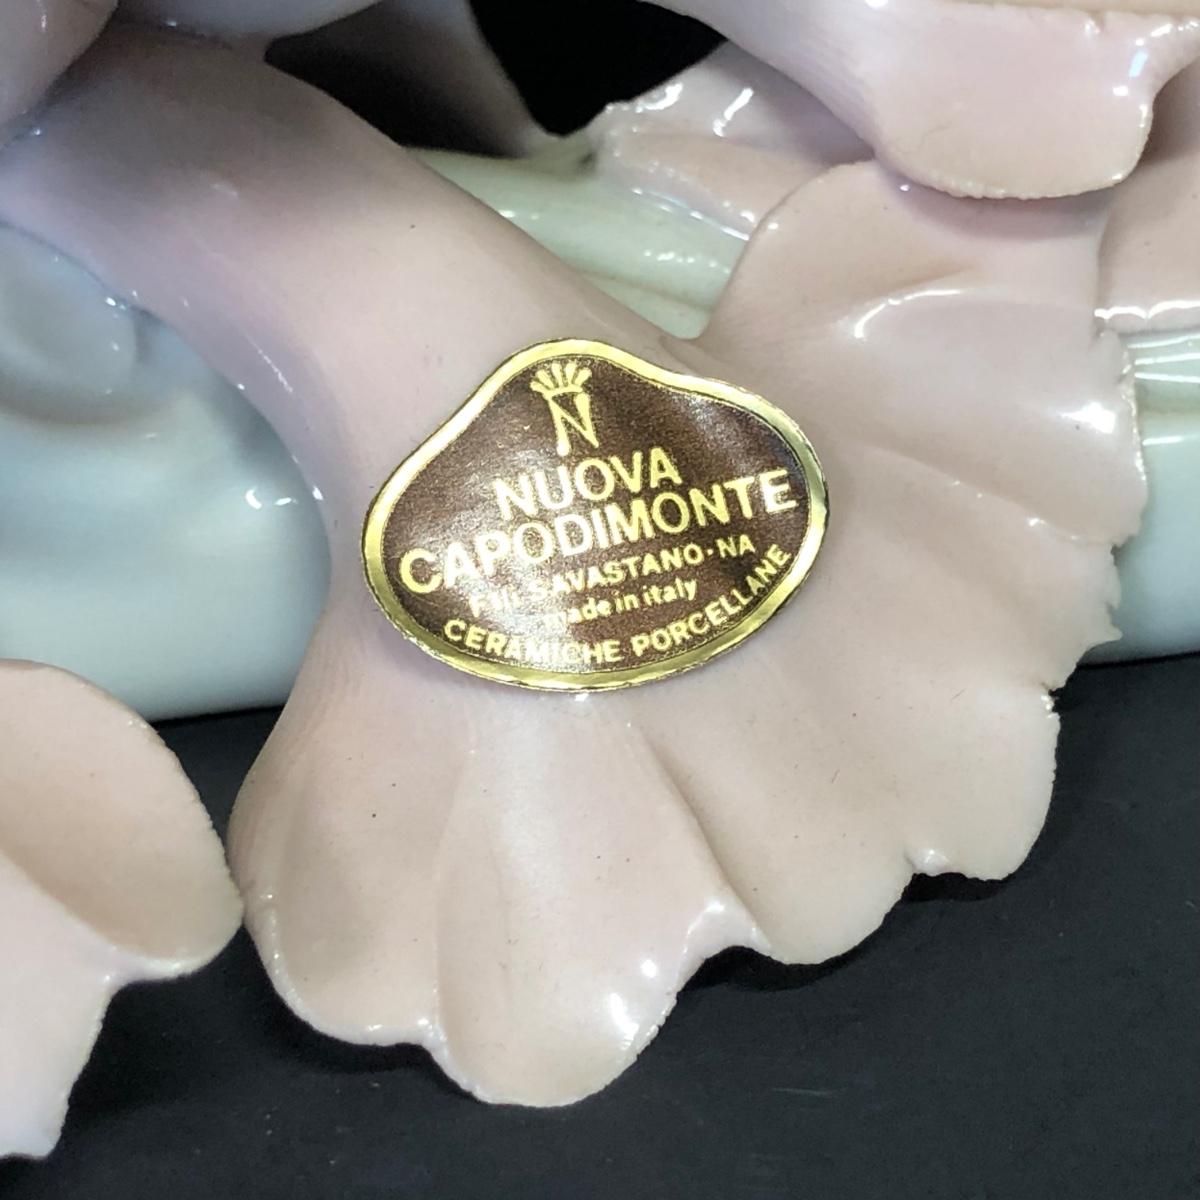 N
NUOVA
CAPODIMONTE
F.lli SAVASTANO·NA
made in italy
CERAMICHE PORCELLANE